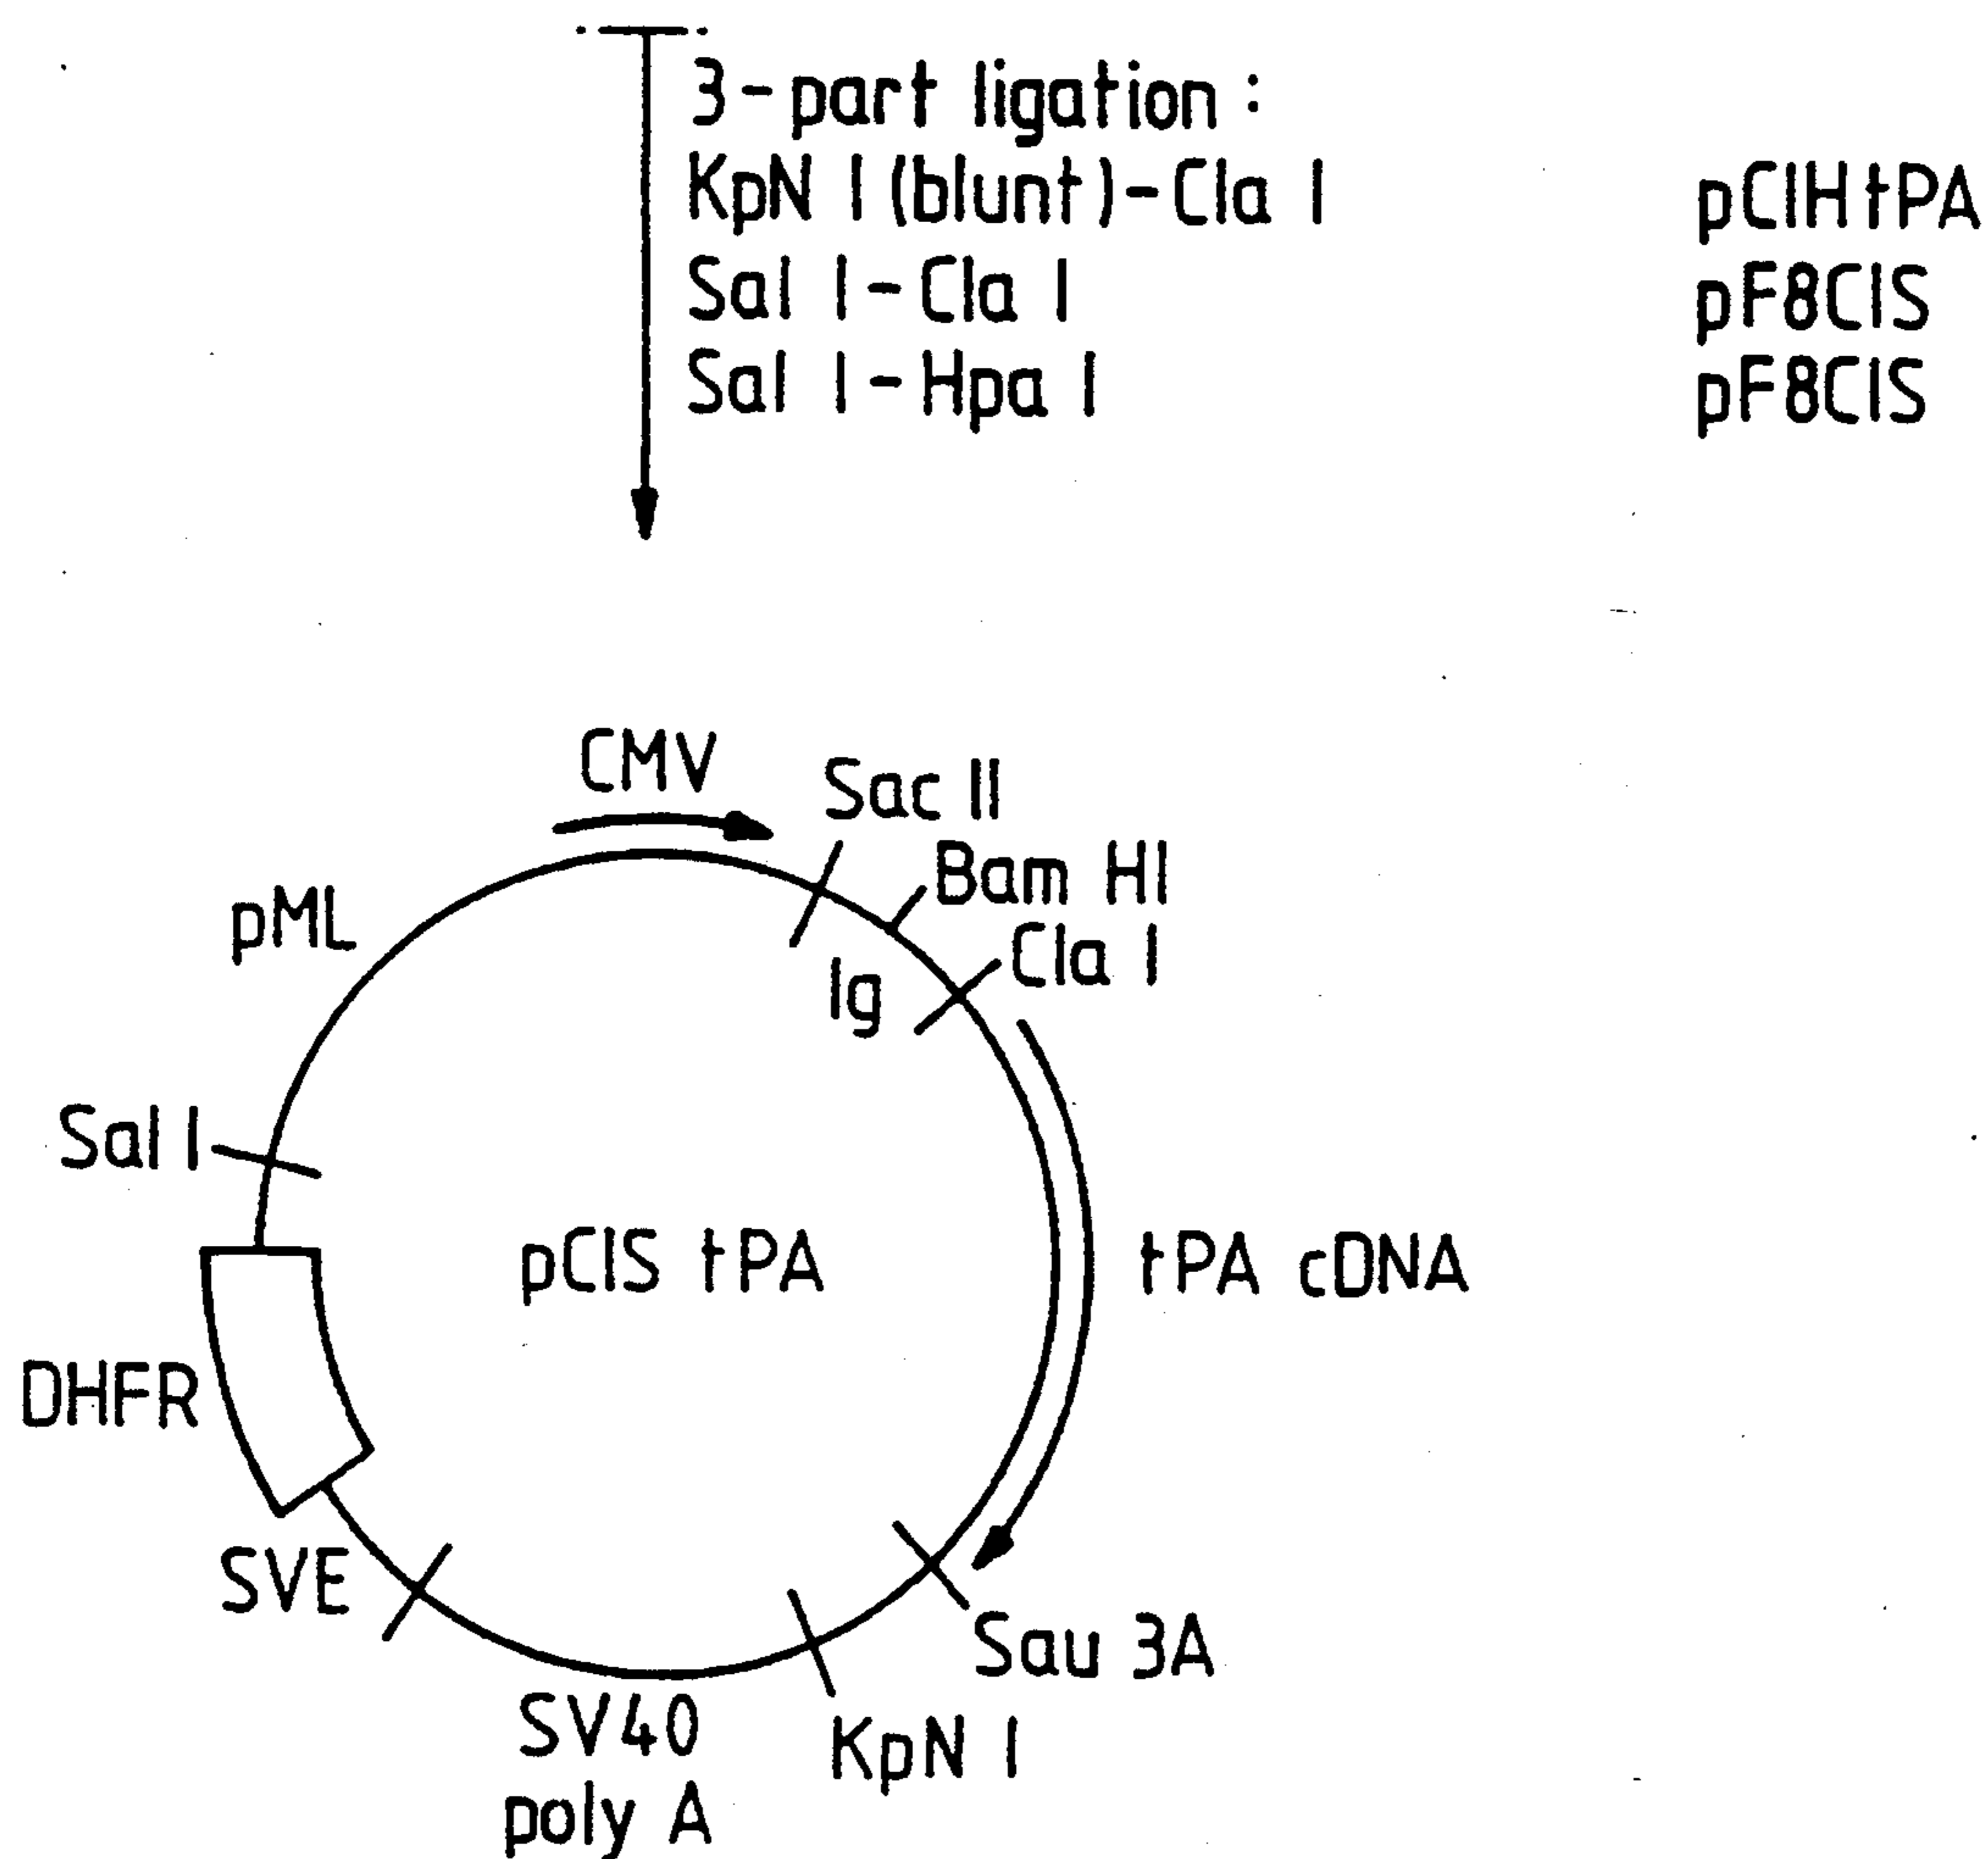 3-part ligation :
KpN I (blunt)-Cla I pCIHtPA
Sal I-Cla I pF8CIS
Sal I-Hpa I pF8CIS
CMV
Sac II
Bam HI
Cla I
pML
Ig
Sal I
pCIS tPA
tPA cDNA
DHFR
SVE
Sau 3A
SV40
poly A
KpN I